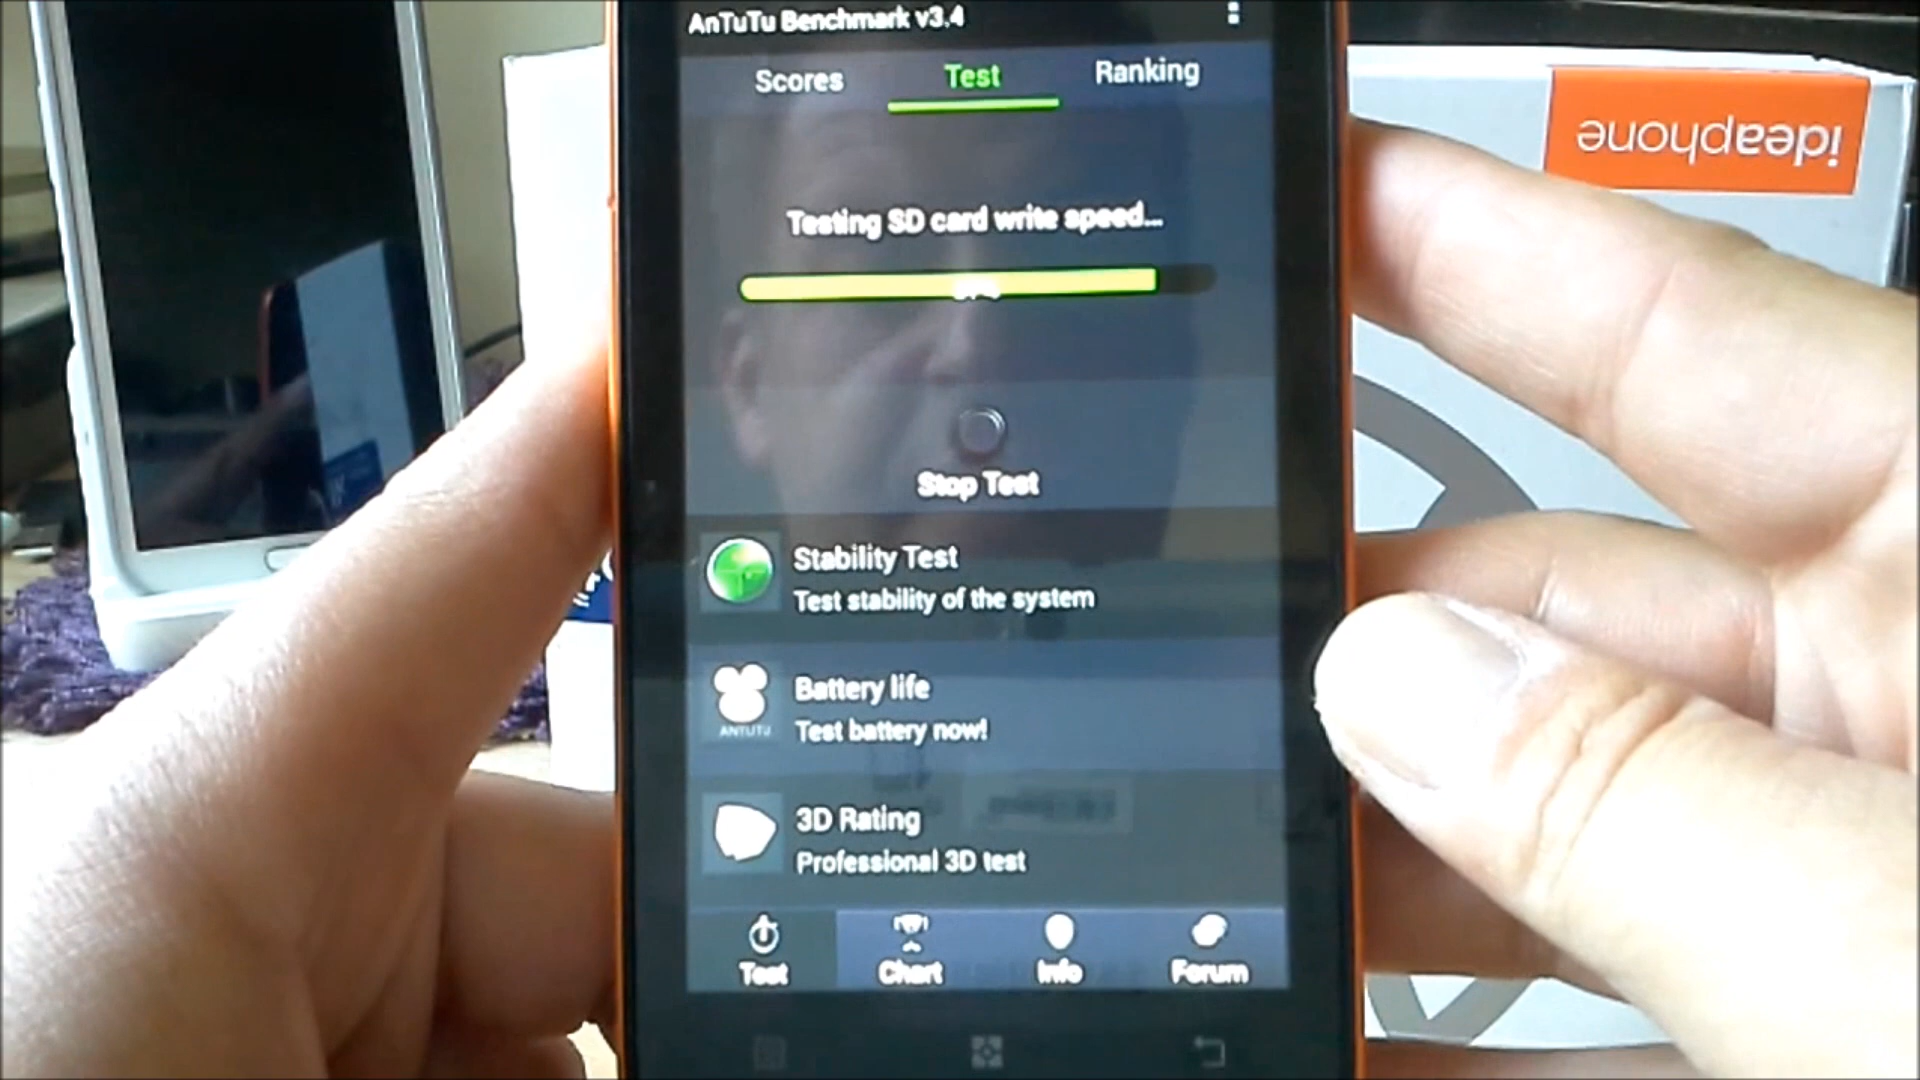 AnTuTu Benchmark v3.4
Scores Test Ranking
ideaphone
Testing SD card write speed...
Stop Test
Stability Test
Test stability of the system
Battery life
ANTUTU
Test battery now!
3D Rating
Professional 3D test
Test Chart Info Forum